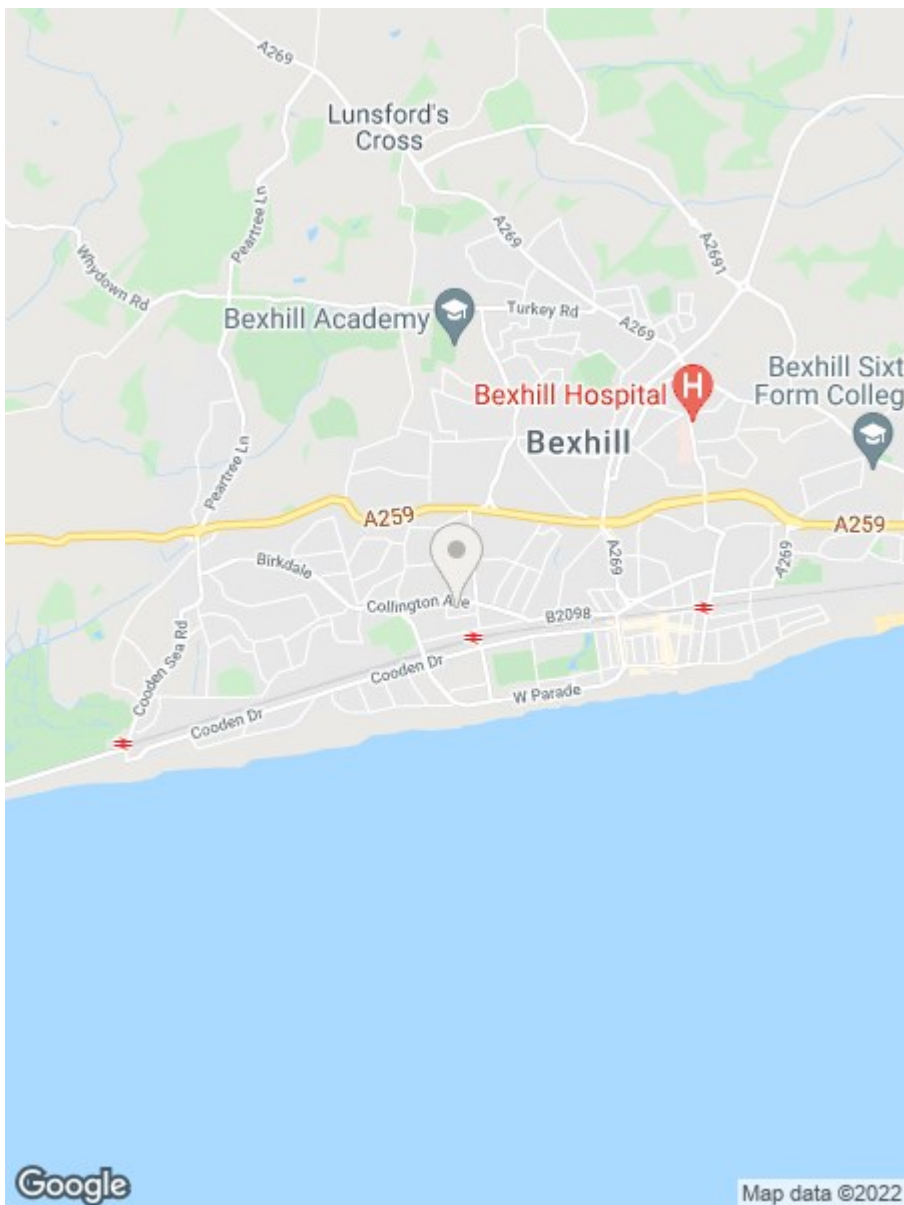 A269
Lunsford's
Cross
Peartree Ln
A269
A2691
Whydown Rd
Turkey Rd
Bexhill Academy
A269
Bexhill Sixt
Form Colleg
Bexhill Hospital
H
Bexhill
Peartree Ln
A259
A259
Birkdale
A269
A269
Collington Ave
B2098
Cooden Sea Rd
Cooden Dr
W Parade
Cooden Dr
Google
Map data ©2022